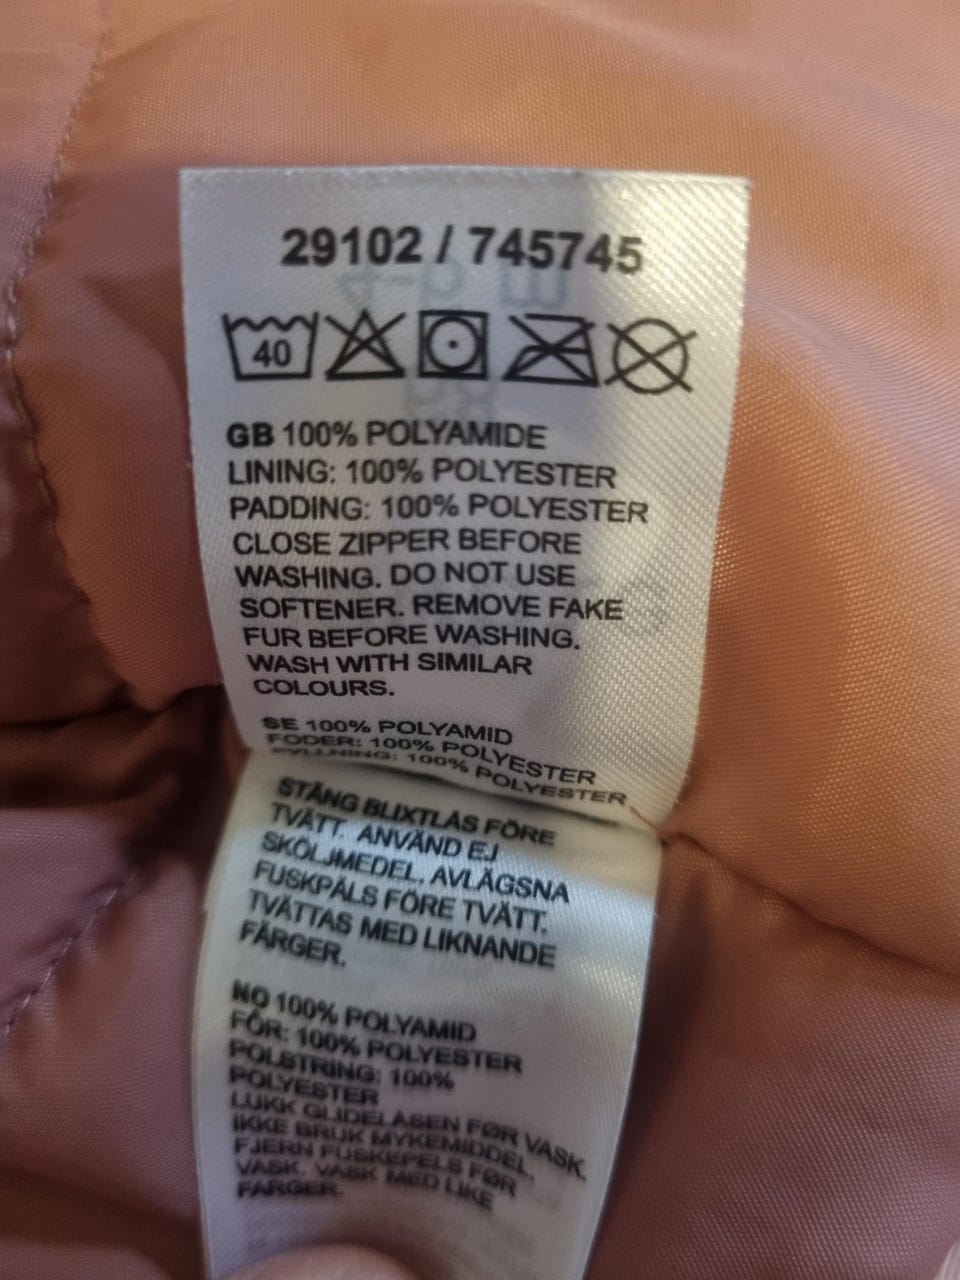 29102 / 745745
40
GB 100% POLYAMIDE
LINING: 100% POLYESTER
PADDING: 100% POLYESTER
CLOSE ZIPPER BEFORE
WASHING. DO NOT USE
SOFTENER. REMOVE FAKE
FUR BEFORE WASHING.
WASH WITH SIMILAR
COLOURS.
SE 100% POLYAMID
FODER: 100% POLYESTER
FYLLNING: 100% POLYESTER
STÄNG BLIXTLÅS FÖRE
TVÄTT. ANVÄND EJ
SKÖLJMEDEL. AVLÄGSNA
FUSKPÄLS FÖRE TVÄTT.
TVÄTTAS MED LIKNANDE
FÄRGER.
NO 100% POLYAMID
FÔR: 100% POLYESTER
POLSTRING: 100%
POLYESTER
LUKK GLIDELÅSEN FØR VASK.
IKKE BRUK MYKEMIDDEL.
FJERN FUSKEPELS FØR
VASK. VASK MED LIKE
FARGER.